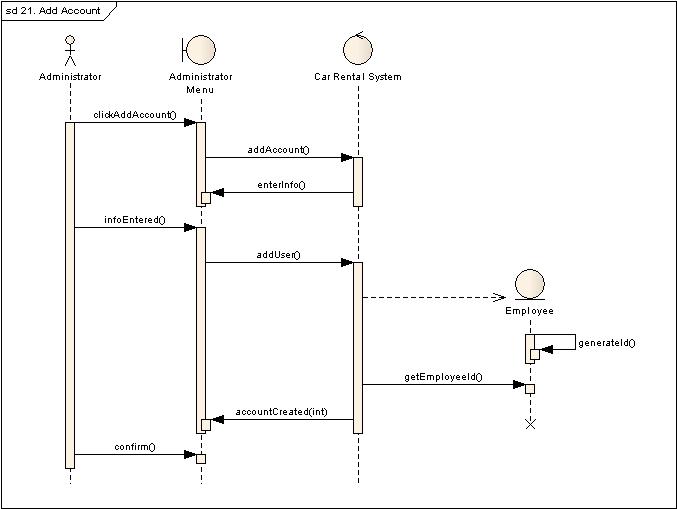 sd 21. Add Account
Administrator
Administrator
Menu
Car Rental System
clickAddAccount()
addAccount()
enterInfo()
infoEntered()
addUser()
Employee
generateId()
getEmployeeId()
accountCreated(int)
confirm()